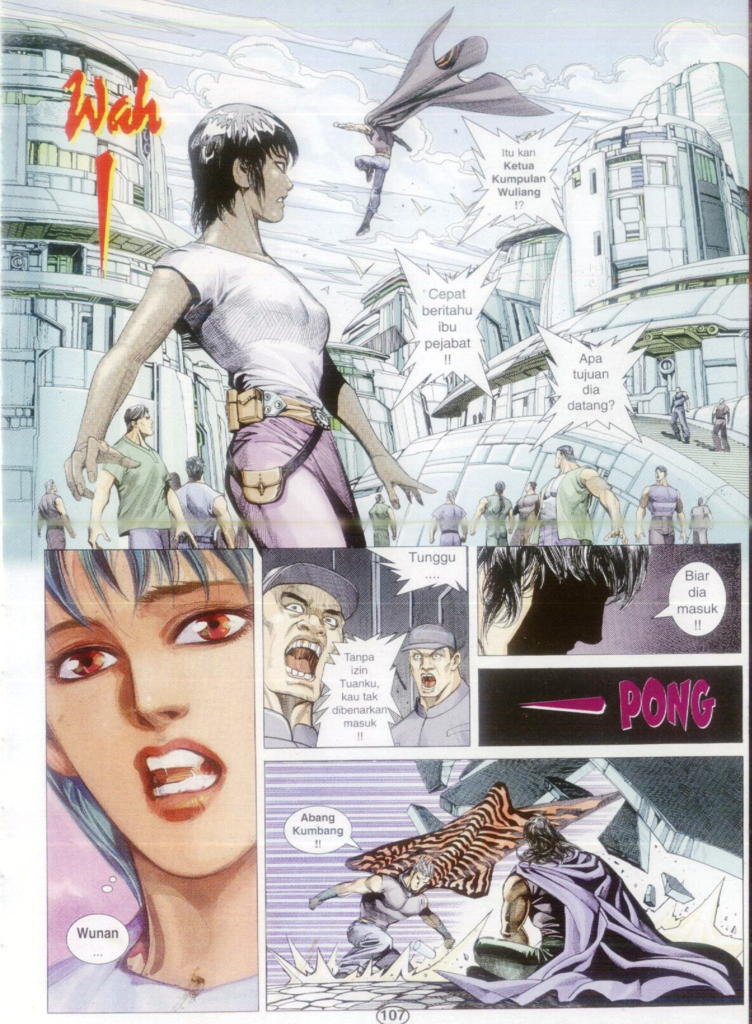 Wah
!
Itu kan
Ketua
Kumpulan
Wuliang
!?
Cepat
beritahu
ibu
pejabat
!!
Apa
tujuan
dia
datang?
Wunan
...
Tunggu
....
Tanpa
izin
Tuanku,
kau tak
dibenarkan
masuk
!!
Biar
dia
masuk
!!
PONG
Abang
Kumbang
!!
107